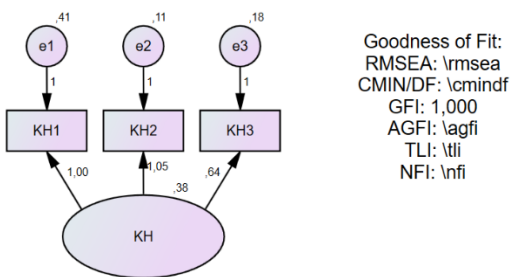 ,41
,11
,18
e1
e2
e3
1
1
1
KH1
KH2
KH3
1,00
1,05
,64
,38
KH
Goodness of Fit:
RMSEA: \rmsea
CMIN/DF: \cmindf
GFI: 1,000
AGFI: \agfi
TLI: \tli
NFI: \nfi